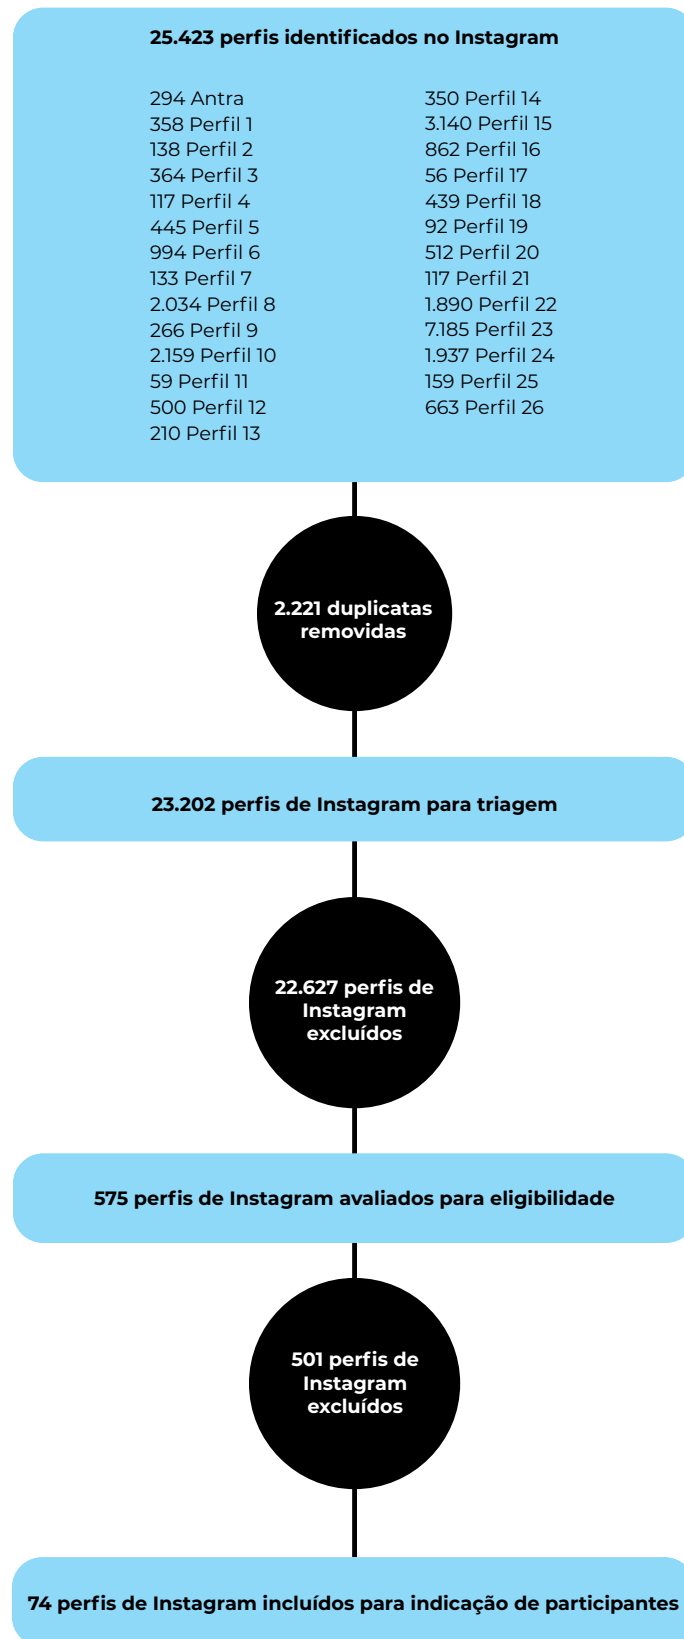 25.423 perfis identificados no Instagram
294 Antra
358 Perfil 1
138 Perfil 2
364 Perfil 3
117 Perfil 4
445 Perfil 5
994 Perfil 6
133 Perfil 7
2.034 Perfil 8
266 Perfil 9
2.159 Perfil 10
59 Perfil 11
500 Perfil 12
210 Perfil 13
350 Perfil 14
3.140 Perfil 15
862 Perfil 16
56 Perfil 17
439 Perfil 18
92 Perfil 19
512 Perfil 20
117 Perfil 21
1.890 Perfil 22
7.185 Perfil 23
1.937 Perfil 24
159 Perfil 25
663 Perfil 26
2.221 duplicatas
removidas
23.202 perfis de Instagram para triagem
22.627 perfis de
Instagram
excluídos
575 perfis de Instagram avaliados para eligibilidade
501 perfis de
Instagram
excluídos
74 perfis de Instagram incluídos para indicação de participantes